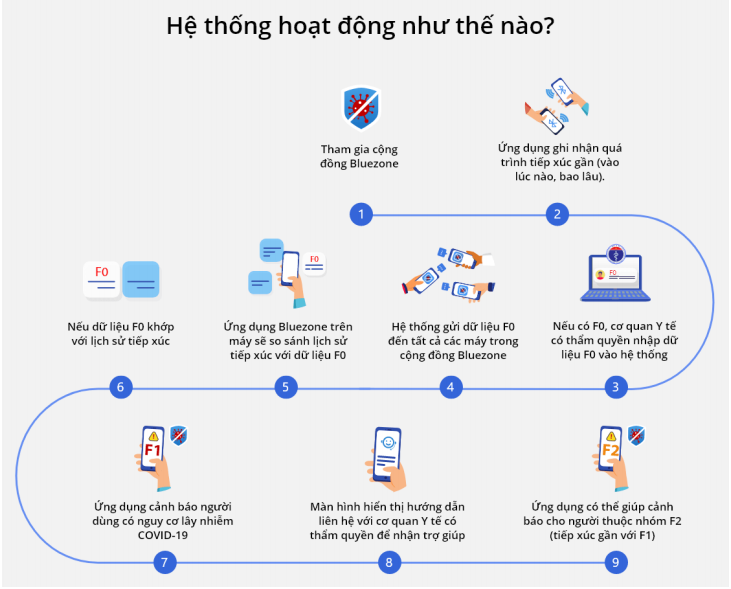 Hệ thống hoạt động như thế nào?
Tham gia cộng
đồng Bluezone
Ứng dụng ghi nhận quá
trình tiếp xúc gần (vào
lúc nào, bao lâu).
1
2
Nếu có F0, cơ quan Y tế
có thẩm quyền nhập dữ
liệu F0 vào hệ thống
F0
3
Hệ thống gửi dữ liệu F0
đến tất cả các máy trong
cộng đồng Bluezone
4
F0
Ứng dụng Bluezone trên
máy sẽ so sánh lịch sử
tiếp xúc với dữ liệu F0
5
F0
Nếu dữ liệu F0 khớp
với lịch sử tiếp xúc
6
F1
Ứng dụng cảnh báo người
dùng có nguy cơ lây nhiễm
COVID-19
7
Màn hình hiển thị hướng dẫn
liên hệ với cơ quan Y tế có
thẩm quyền để nhận trợ giúp
8
F2
Ứng dụng có thể giúp cảnh
báo cho người thuộc nhóm F2
(tiếp xúc gần với F1)
9